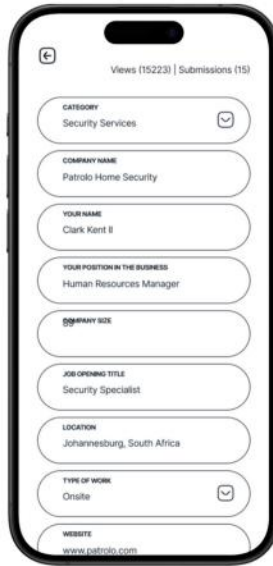 Views (15223) | Submissions (15)
CATEGORY
Security Services
COMPANY NAME
Patrolo Home Security
YOUR NAME
Clark Kent II
YOUR POSITION IN THE BUSINESS
Human Resources Manager
COMPANY SIZE
JOB OPENING TITLE
Security Specialist
LOCATION
Johannesburg, South Africa
TYPE OF WORK
Onsite
WEBSITE
www.patrolo.com